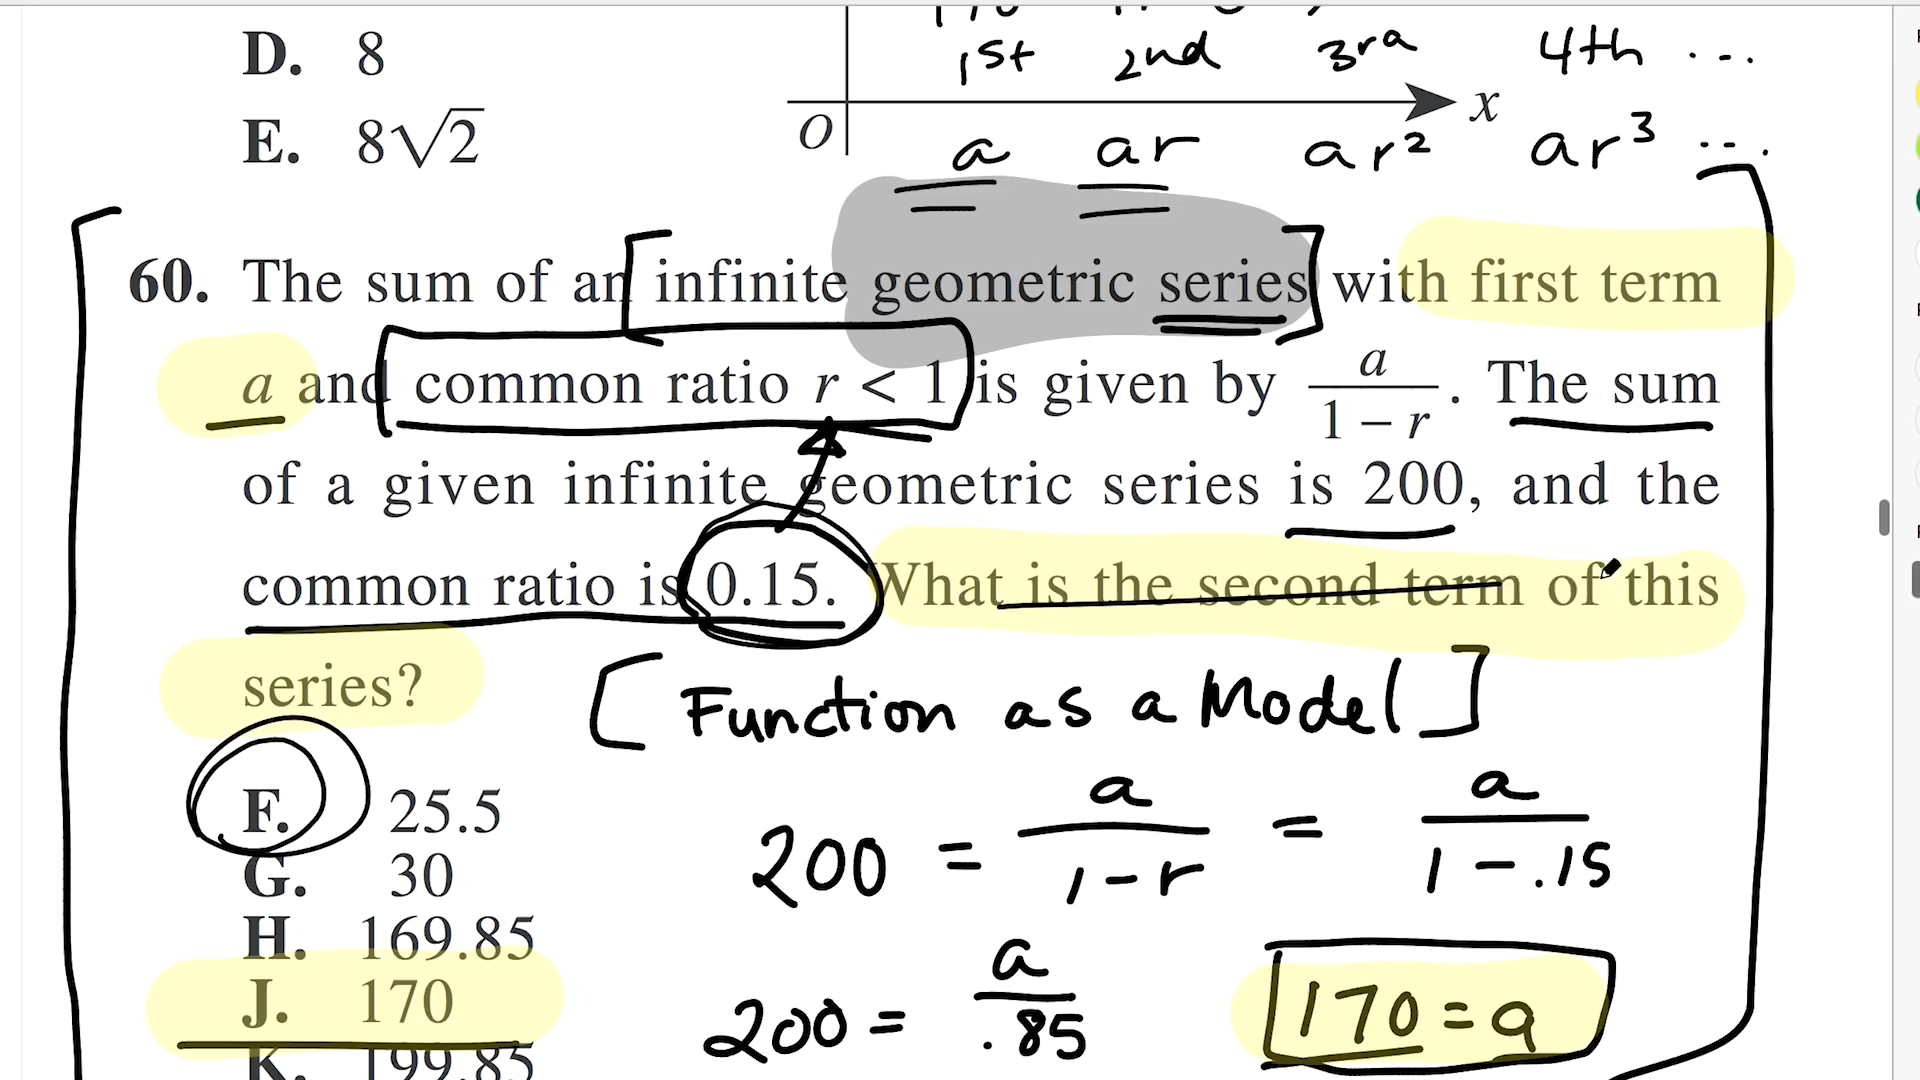 D. 8
1st 2nd 3rd 4th ...
x
E. 8√2
O
a ar ar² ar³ ...
60. The sum of an infinite geometric series with first term
a and common ratio r < 1 is given by a/(1 − r). The sum
of a given infinite geometric series is 200, and the
common ratio is 0.15. What is the second term of this
series?
[Function as a Model]
F. 25.5
200 = a/(1-r) = a/(1-.15)
G. 30
H. 169.85
J. 170
200 = a/.85
170 = a
K. 199.85